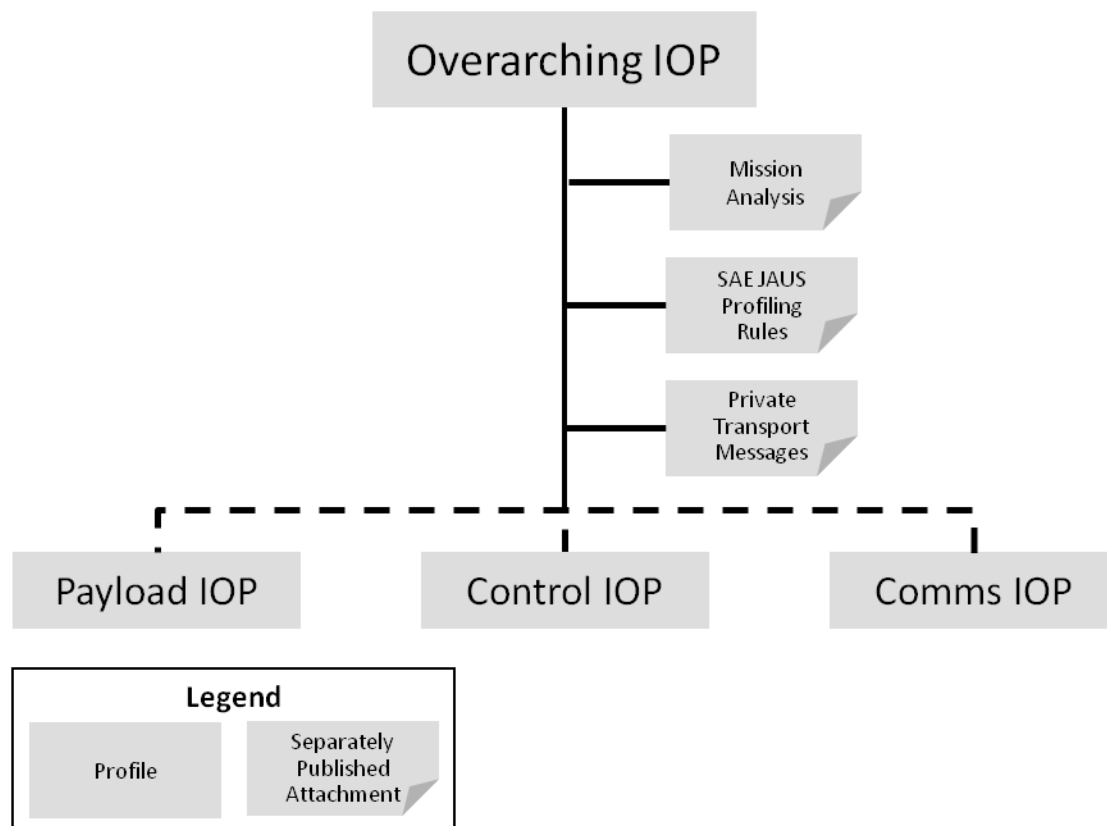 Overarching IOP
Mission
Analysis
SAE JAUS
Profiling
Rules
Private
Transport
Messages
Payload IOP
Control IOP
Comms IOP
Legend
Profile
Separately
Published
Attachment